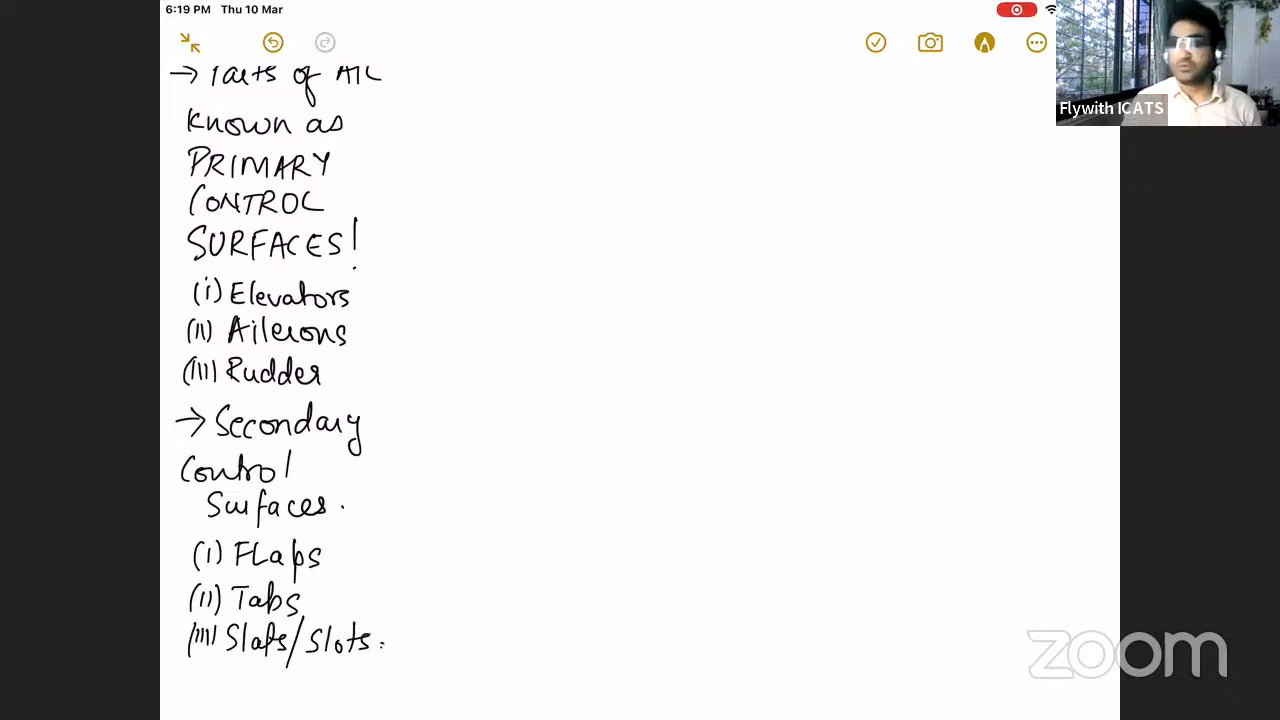 6:19 PM Thu 10 Mar
Flywith ICATS
→ Parts of
known as
PRIMARY
CONTROL
SURFACES!
(i) Elevators
(II) Ailerons
(III) Rudder
→ Secondary
Control
Surfaces.
(I) FLaps
(II) Tabs
(III) Slats/Slots.
zoom